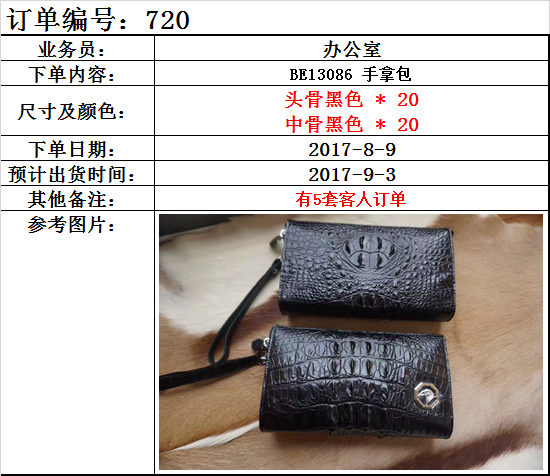 订单编号：720
业务员： 办公室
下单内容： BE13086 手拿包
尺寸及颜色： 头骨黑色 * 20
中骨黑色 * 20
下单日期： 2017-8-9
预计出货时间： 2017-9-3
其他备注： 有5套客人订单
参考图片：